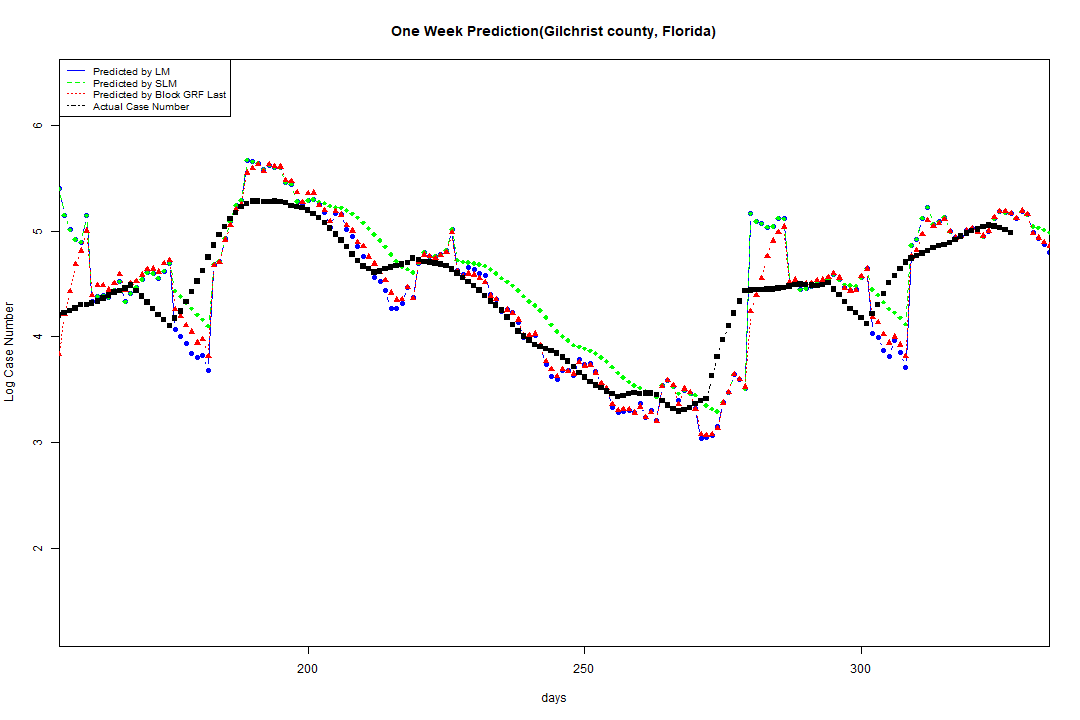 One Week Prediction(Gilchrist county, Florida)
Predicted by LM
Predicted by SLM
Predicted by Block GRF Last
Actual Case Number
6
5
4
3
2
Log Case Number
200
250
300
days